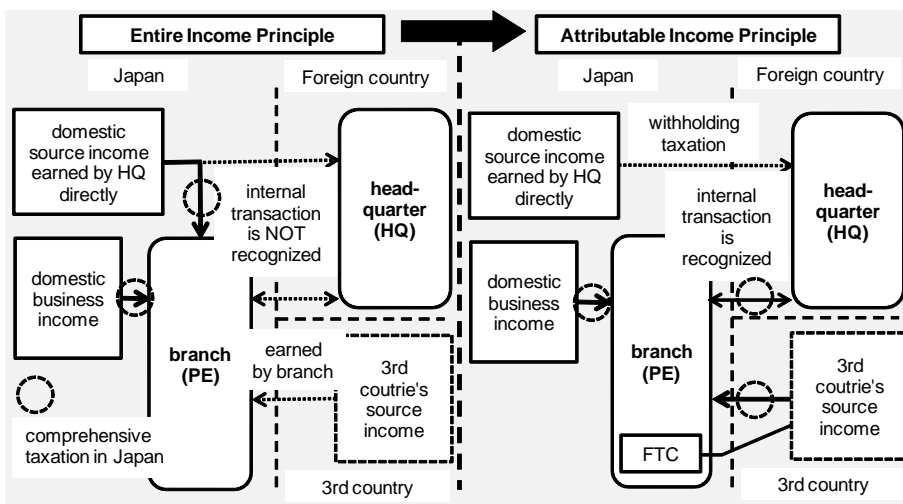 Entire Income Principle
Attributable Income Principle
Japan
Foreign country
domestic
source income
earned by HQ
directly
internal
transaction
is NOT
recognized
head-
quarter
(HQ)
domestic
business
income
branch
(PE)
earned
by branch
3rd
coutrie's
source
income
comprehensive
taxation in Japan
3rd country
Japan
Foreign country
domestic
source income
earned by HQ
directly
withholding
taxation
internal
transaction
is
recognized
head-
quarter
(HQ)
domestic
business
income
branch
(PE)
FTC
3rd
coutrie's
source
income
3rd country